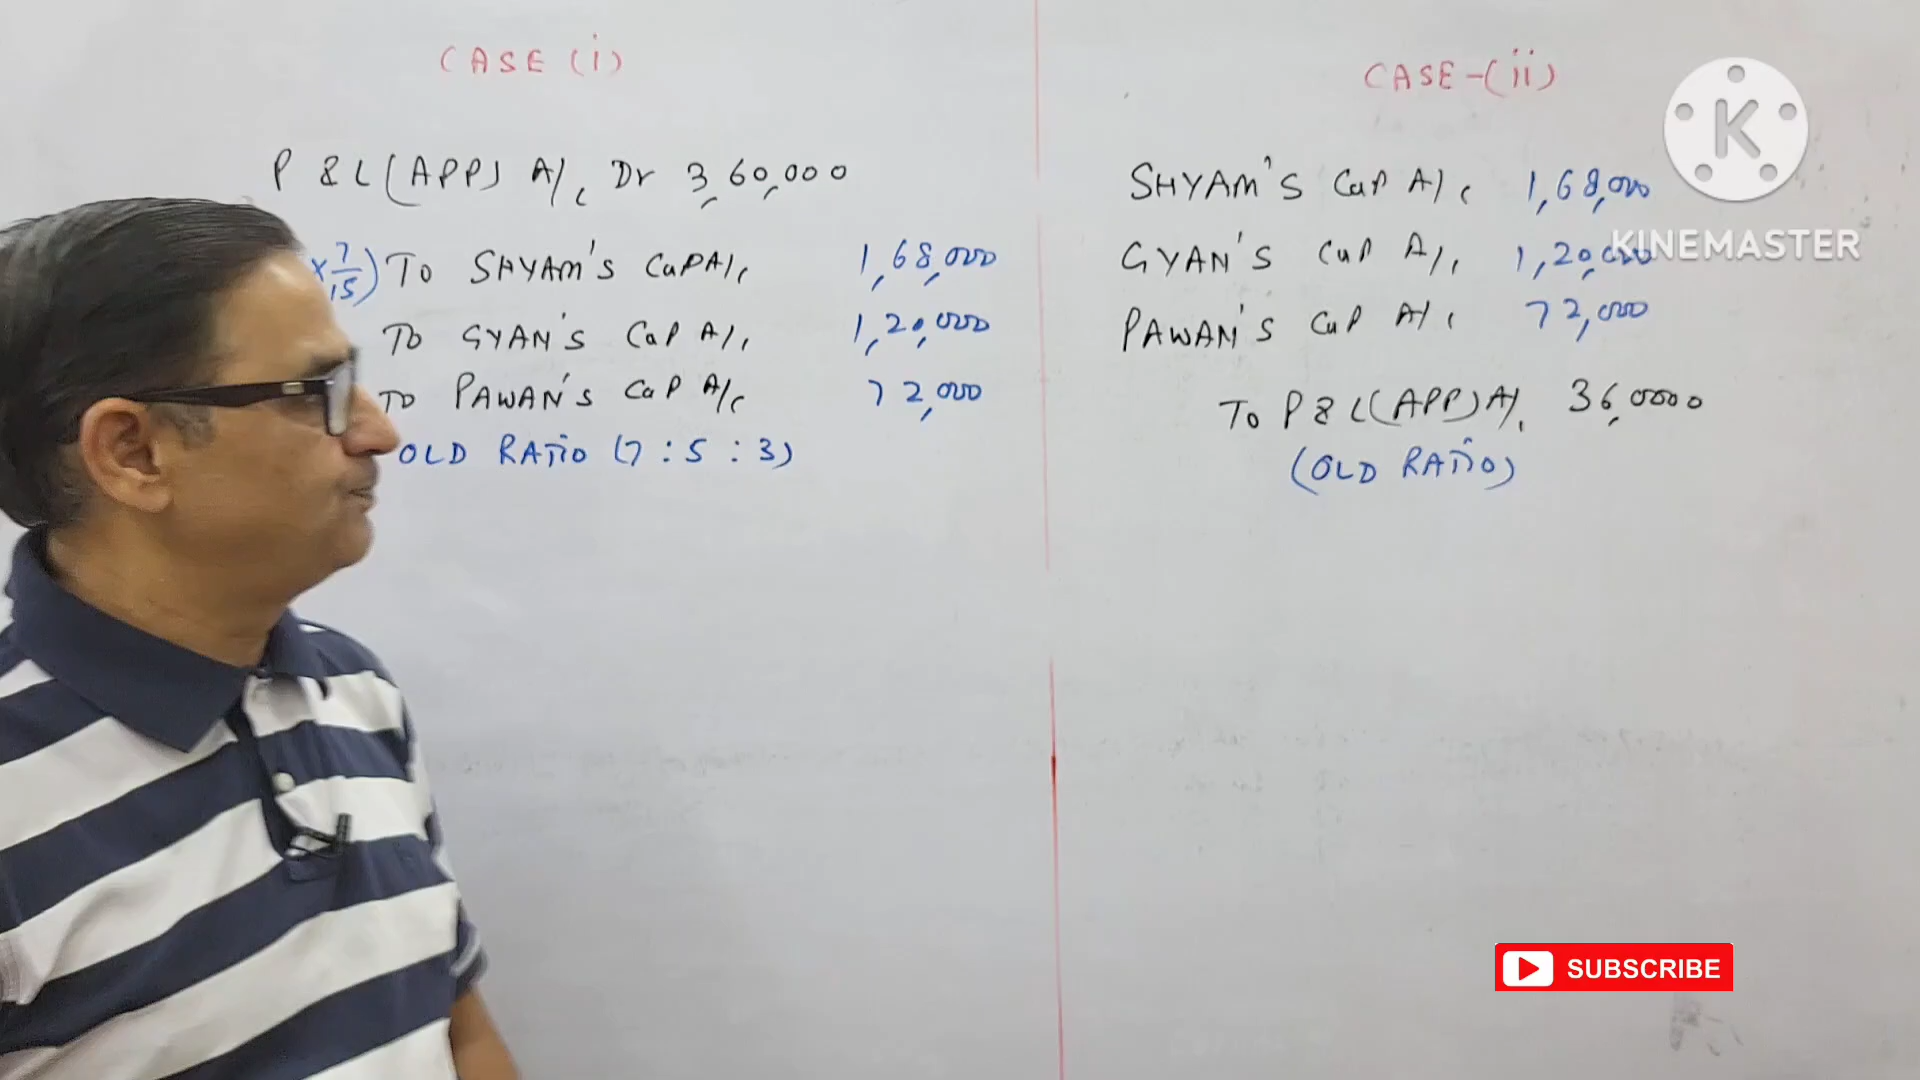 CASE (i)
P & L (APP) A/c Dr 3,60,000
x 7/15) TO SHYAM'S CaP A/c 1,68,000
TO GYAN'S CaP A/c 1,20,000
TO PAWAN'S CaP A/c 72,000
OLD RATIO (7 : 5 : 3)
CASE-(ii)
SHYAM'S CaP A/c 1,68,000
GYAN'S CaP A/c 1,20,000
PAWAN'S CaP A/c 72,000
To P & L (APP) A/c 36,0000
(OLD RATIO)
K
KINEMASTER
SUBSCRIBE